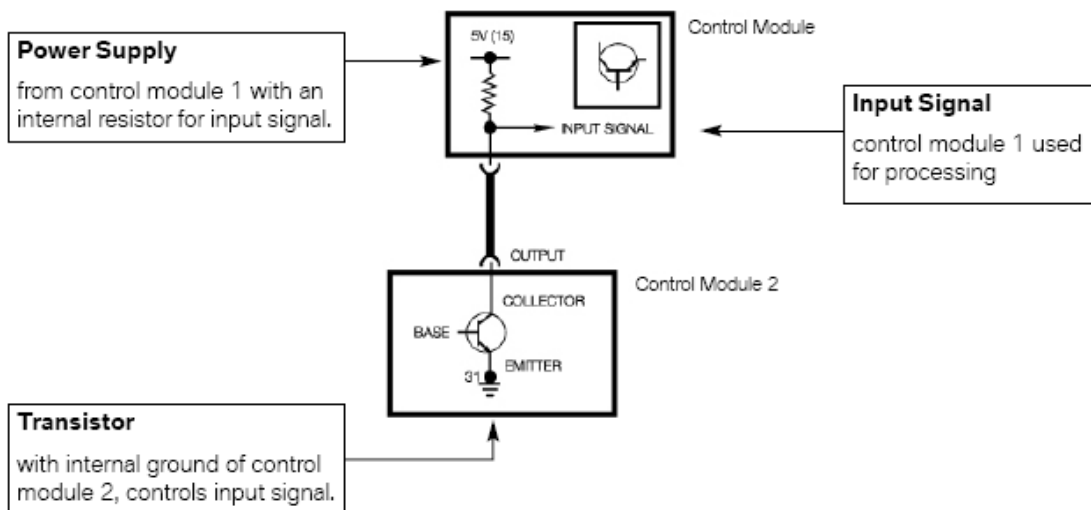 Control Module
Power Supply
from control module 1 with an
internal resistor for input signal.
5V (15)
INPUT SIGNAL
Input Signal
control module 1 used
for processing
OUTPUT
Control Module 2
COLLECTOR
BASE
EMITTER
31
Transistor
with internal ground of control
module 2, controls input signal.